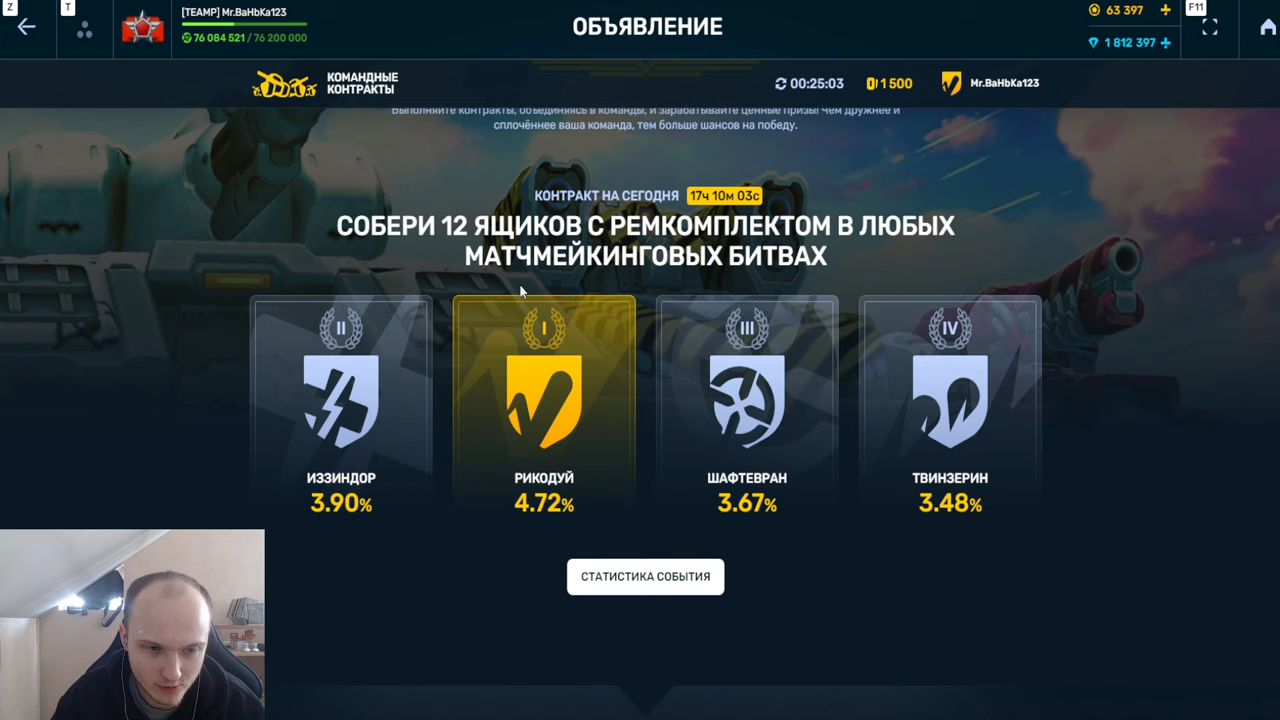 Z
T
[TEAMP] Mr.BaHbKa123
76 084 521 / 76 200 000
ОБЪЯВЛЕНИЕ
63 397
1 812 397
F11
КОМАНДНЫЕ
КОНТРАКТЫ
00:25:03
1 500
Mr.BaHbKa123
Выполняйте контракты, объединяясь в команды, и зарабатывайте ценные призы! Чем дружнее и
сплочённее ваша команда, тем больше шансов на победу.
КОНТРАКТ НА СЕГОДНЯ 17ч 10м 03с
СОБЕРИ 12 ЯЩИКОВ С РЕМКОМПЛЕКТОМ В ЛЮБЫХ
МАТЧМЕЙКИНГОВЫХ БИТВАХ
II
I
III
IV
ИЗЗИНДОР
РИКОДУЙ
ШАФТЕВРАН
ТВИНЗЕРИН
3.90%
4.72%
3.67%
3.48%
СТАТИСТИКА СОБЫТИЯ